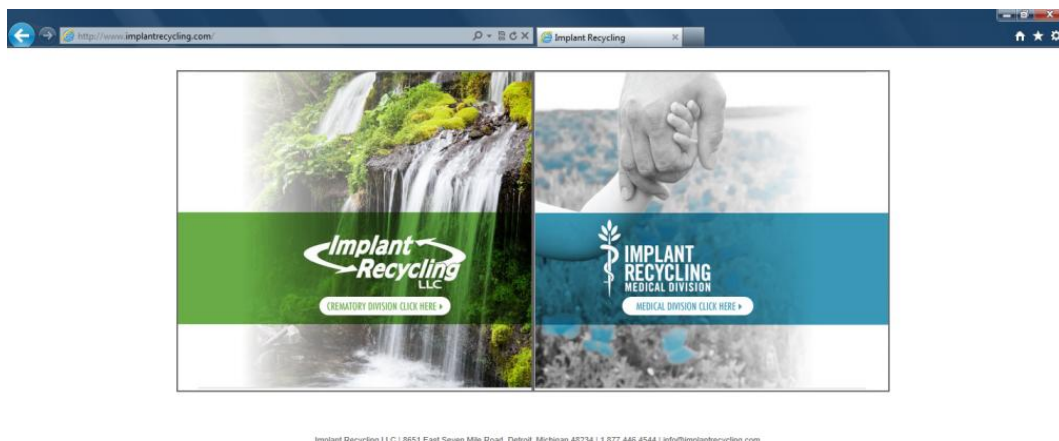 http://www.implantrecycling.com/
Implant Recycling
Implant
Recycling
LLC
CREMATORY DIVISION CLICK HERE
IMPLANT
RECYCLING
MEDICAL DIVISION
MEDICAL DIVISION CLICK HERE
Implant Recycling LLC | 8651 East Seven Mile Road, Detroit, Michigan 48234 | 1.877.446.4544 | info@implantrecycling.com